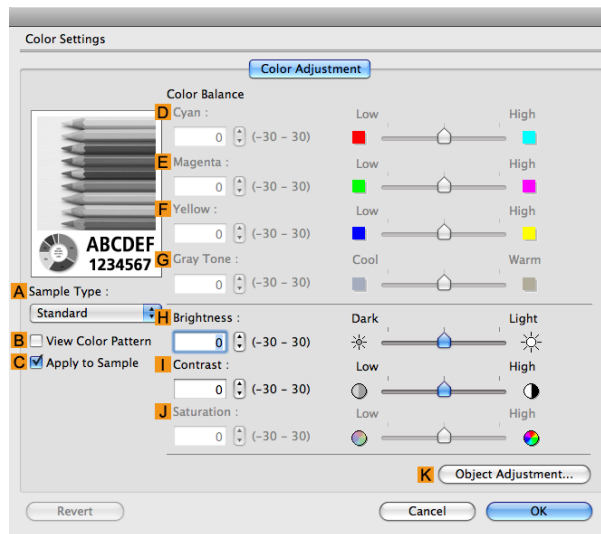 Color Settings
Color Adjustment
Color Balance
D Cyan : Low High
0 (-30 – 30)
E Magenta : Low High
0 (-30 – 30)
F Yellow : Low High
0 (-30 – 30)
ABCDEF
1234567
G Gray Tone : Cool Warm
0 (-30 – 30)
A Sample Type :
Standard
H Brightness : Dark Light
B View Color Pattern
0 (-30 – 30)
C Apply to Sample
I Contrast : Low High
0 (-30 – 30)
J Saturation : Low High
0 (-30 – 30)
K Object Adjustment...
Revert Cancel OK